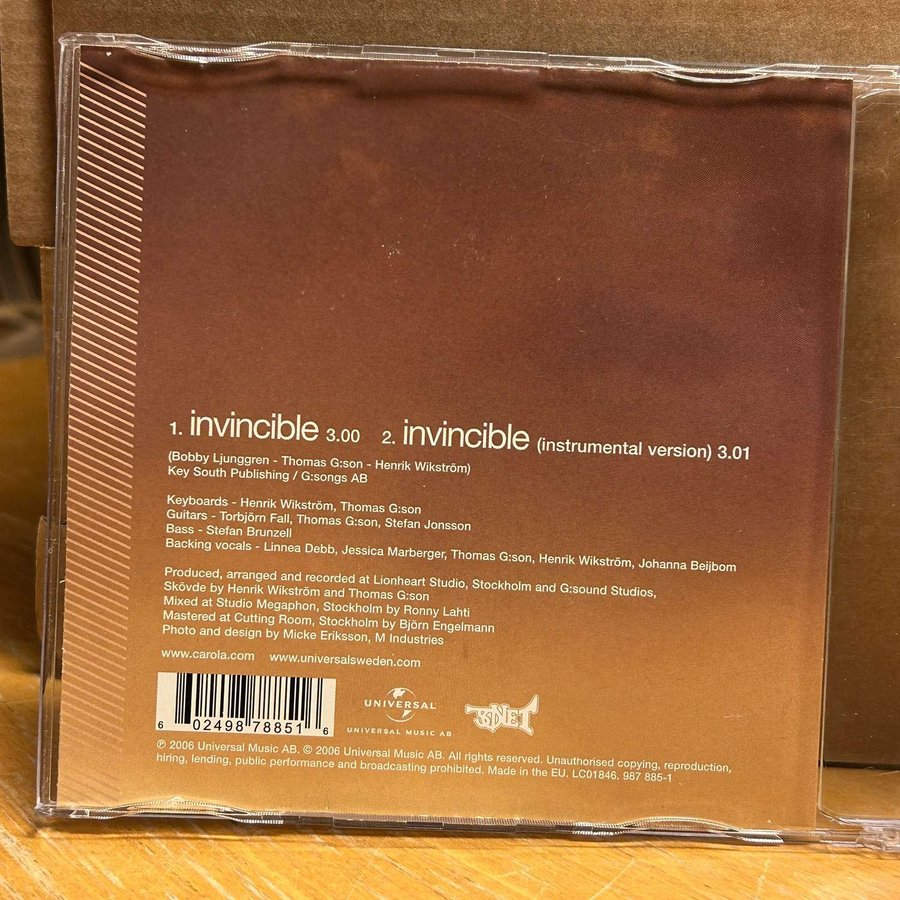 1. invincible 3.00 2. invincible (instrumental version) 3.01
(Bobby Ljunggren - Thomas G:son - Henrik Wikström)
Key South Publishing / G:songs AB
Keyboards - Henrik Wikström, Thomas G:son
Guitars - Torbjörn Fall, Thomas G:son, Stefan Jonsson
Bass - Stefan Brunzell
Backing vocals - Linnea Debb, Jessica Marberger, Thomas G:son, Henrik Wikström, Johanna Beijbom
Produced, arranged and recorded at Lionheart Studio, Stockholm and G:sound Studios,
Skövde by Henrik Wikström and Thomas G:son
Mixed at Studio Megaphon, Stockholm by Ronny Lahti
Mastered at Cutting Room, Stockholm by Björn Engelmann
Photo and design by Micke Eriksson, M Industries
www.carola.com www.universalsweden.com
6 02498 78851 6
UNIVERSAL
UNIVERSAL MUSIC AB
℗ 2006 Universal Music AB. © 2006 Universal Music AB. All rights reserved. Unauthorised copying, reproduction,
hiring, lending, public performance and broadcasting prohibited. Made in the EU. LC01846. 987 885-1